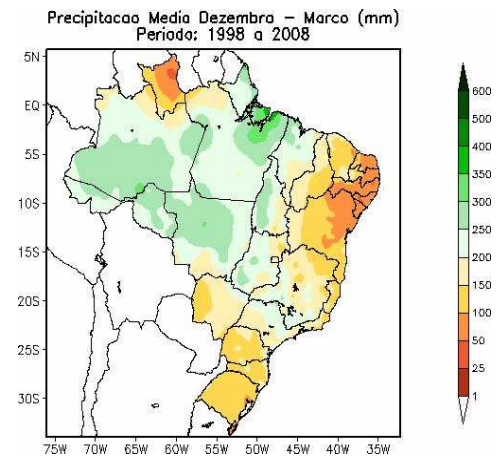 Precipitacao Media Dezembra – Marco (mm)
Periodo: 1998 a 2008
5N
EQ
5S
10S
15S
20S
25S
30S
75W 70W 65W 60W 55W 50W 45W 40W 35W
600
500
400
350
300
250
200
150
100
50
25
1